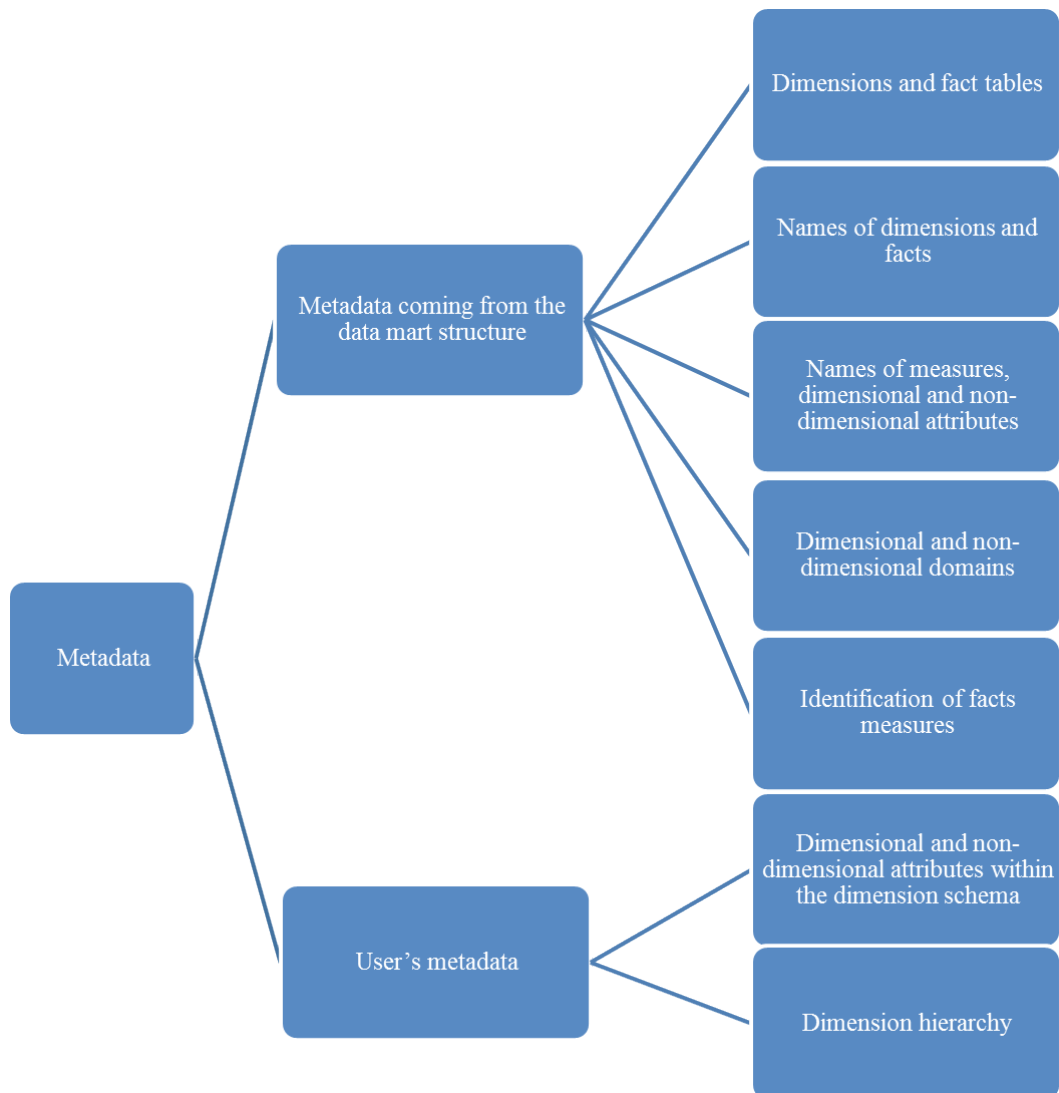 Metadata
Metadata coming from the
data mart structure
User’s metadata
Dimensions and fact tables
Names of dimensions and
facts
Names of measures,
dimensional and non-
dimensional attributes
Dimensional and non-
dimensional domains
Identification of facts
measures
Dimensional and non-
dimensional attributes within
the dimension schema
Dimension hierarchy